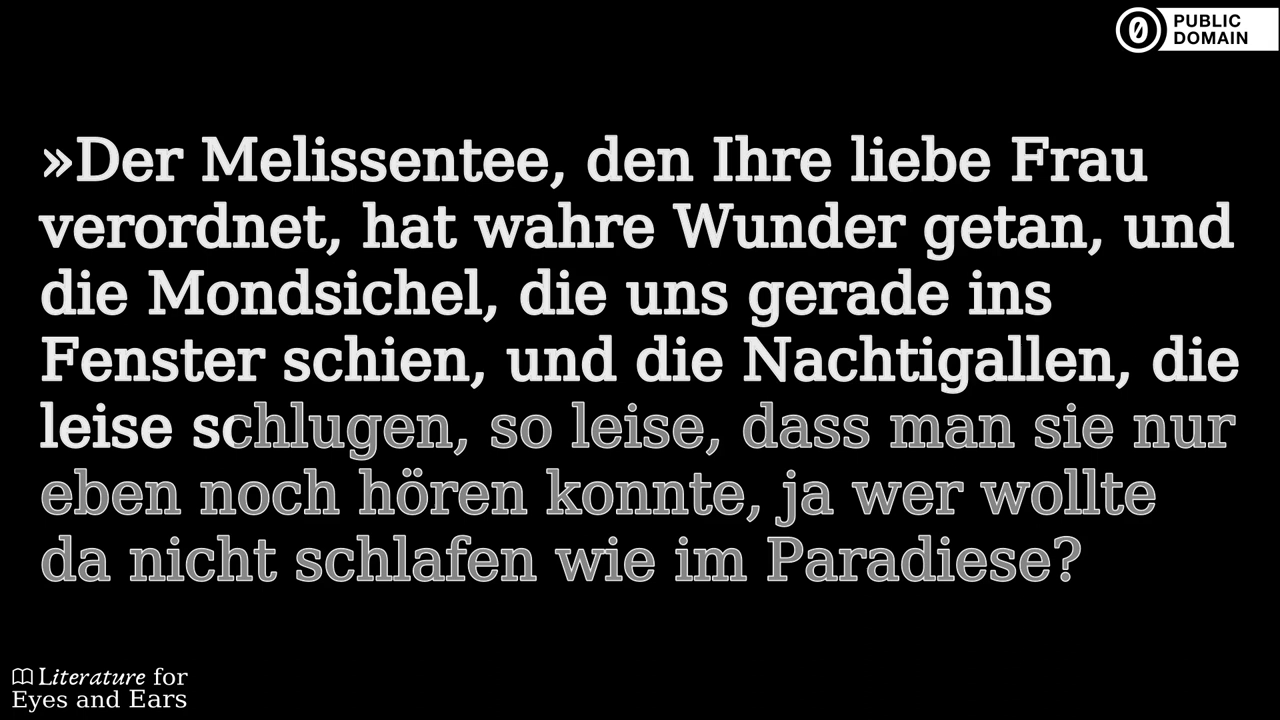 PUBLIC
DOMAIN
»Der Melissentee, den Ihre liebe Frau
verordnet, hat wahre Wunder getan, und
die Mondsichel, die uns gerade ins
Fenster schien, und die Nachtigallen, die
leise schlugen, so leise, dass man sie nur
eben noch hören konnte, ja wer wollte
da nicht schlafen wie im Paradiese?
Literature for
Eyes and Ears